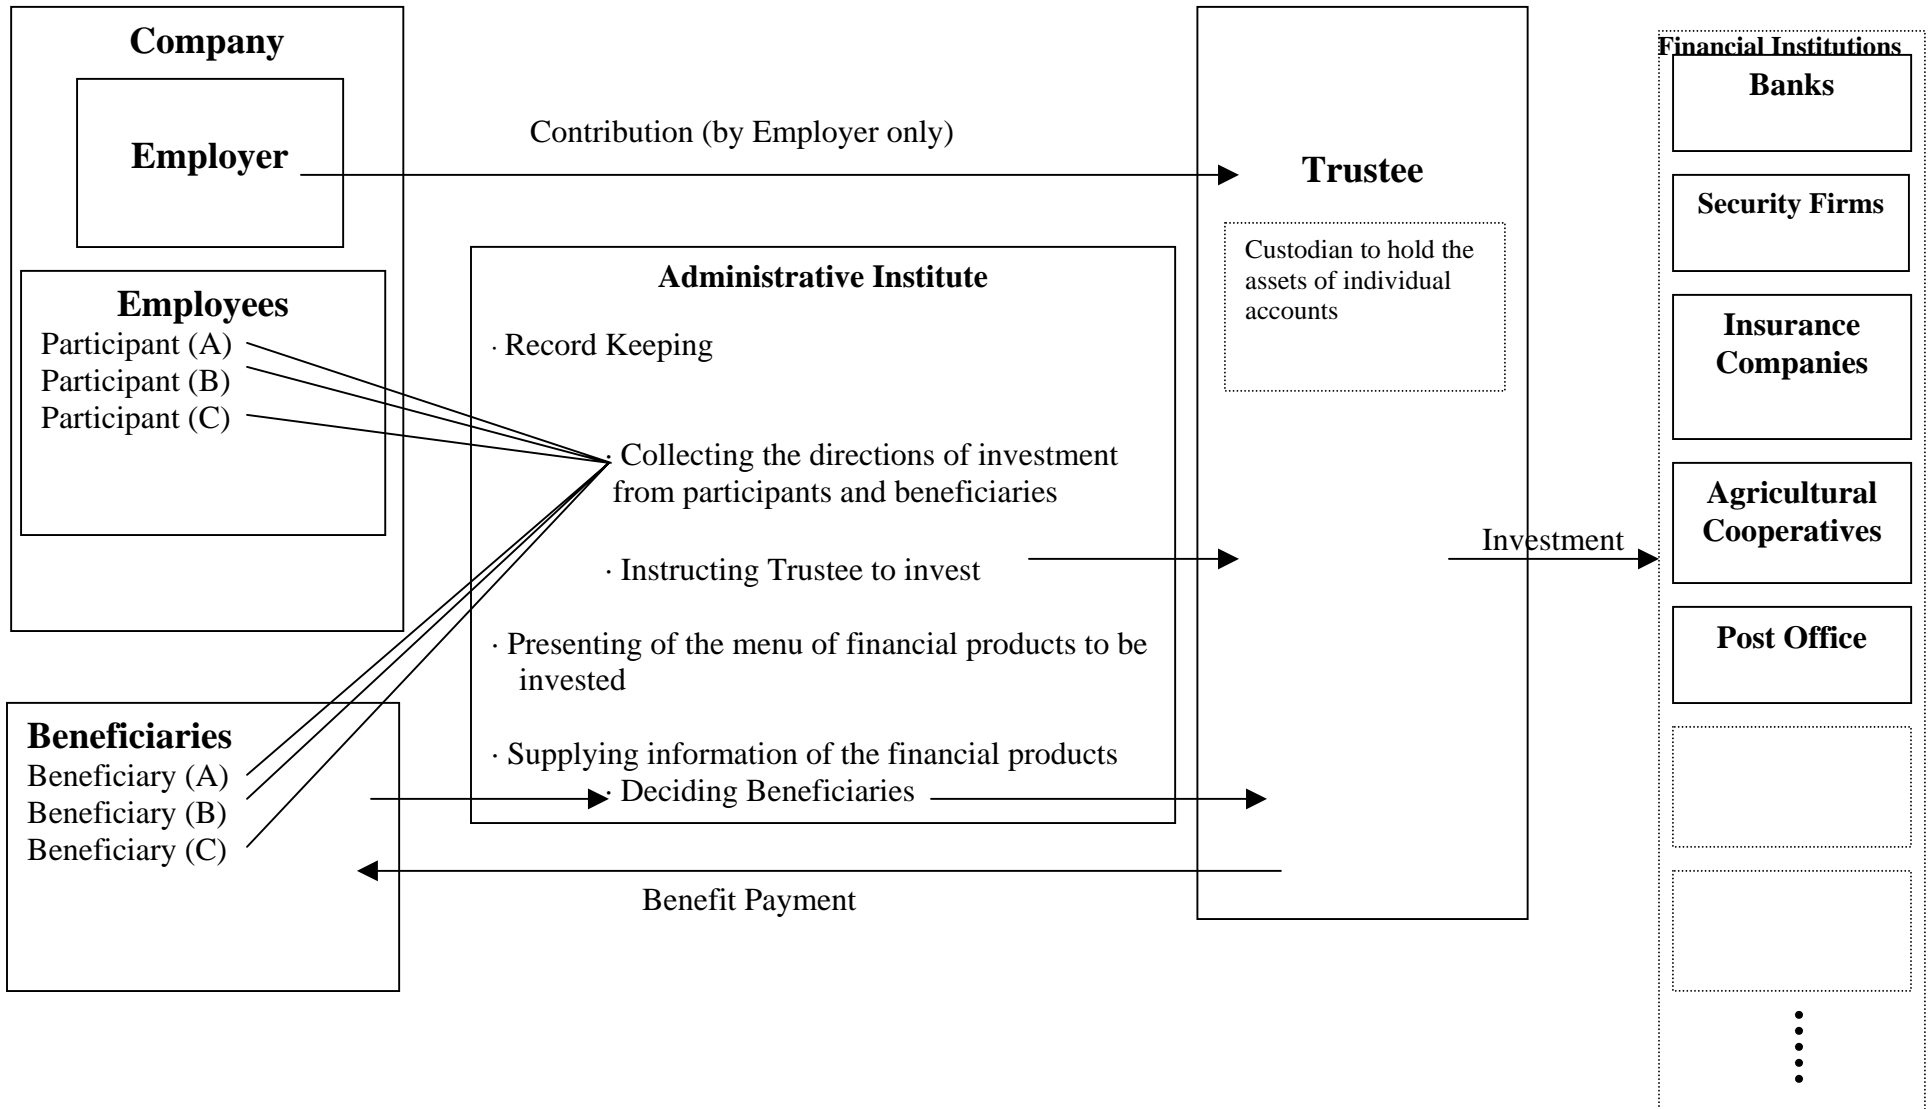 Company
Employer
Employees
Participant (A)
Participant (B)
Participant (C)
Beneficiaries
Beneficiary (A)
Beneficiary (B)
Beneficiary (C)
Contribution (by Employer only)
Administrative Institute
· Record Keeping
· Collecting the directions of investment
from participants and beneficiaries
· Instructing Trustee to invest
· Presenting of the menu of financial products to be
invested
· Supplying information of the financial products
· Deciding Beneficiaries
Benefit Payment
Trustee
Custodian to hold the
assets of individual
accounts
Investment
Financial Institutions
Banks
Security Firms
Insurance
Companies
Agricultural
Cooperatives
Post Office